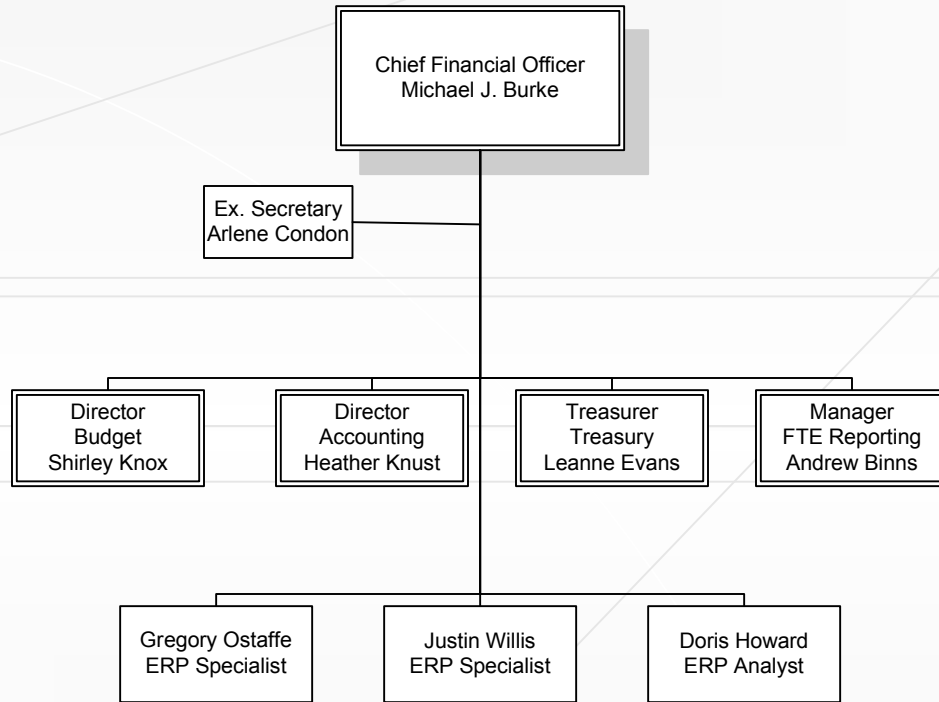 Chief Financial Officer
Michael J. Burke
Ex. Secretary
Arlene Condon
Director
Budget
Shirley Knox
Director
Accounting
Heather Knust
Treasurer
Treasury
Leanne Evans
Manager
FTE Reporting
Andrew Binns
Gregory Ostaffe
ERP Specialist
Justin Willis
ERP Specialist
Doris Howard
ERP Analyst